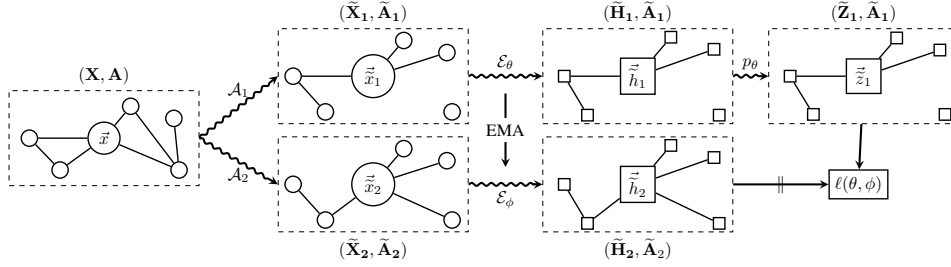 (X̃₁, Ã₁)
(H̃₁, Ã₁)
(Z̃₁, Ã₁)
(X, A)
𝒜₁
x⃗̃₁
ℰ_θ
h⃗̃₁
p_θ
z⃗̃₁
x⃗
EMA
𝒜₂
x⃗̃₂
ℰ_ϕ
h⃗̃₂
ℓ(θ, ϕ)
(X̃₂, Ã₂)
(H̃₂, Ã₂)